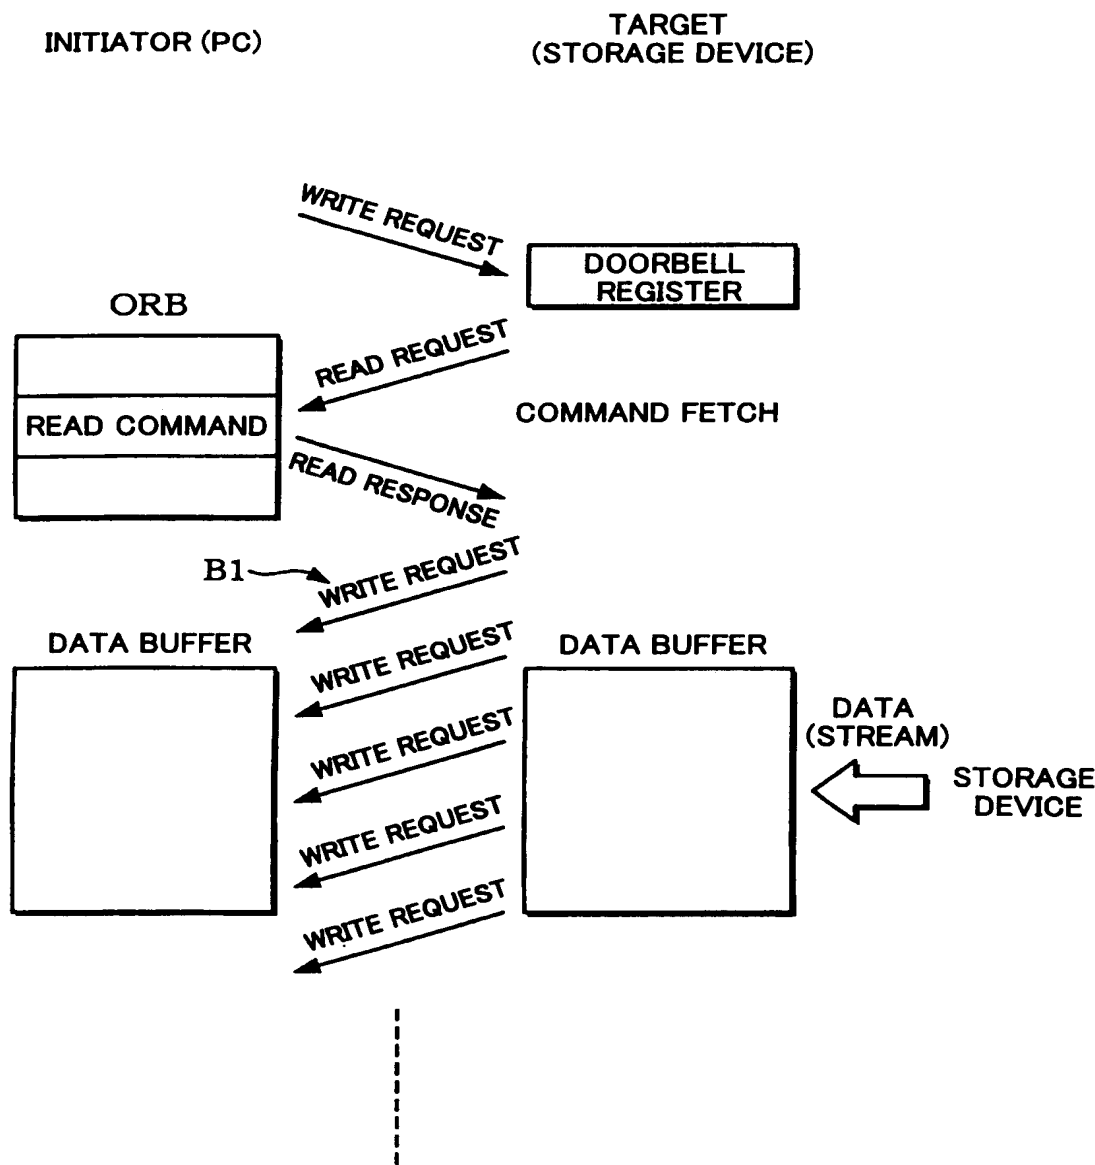 INITIATOR (PC)
TARGET
(STORAGE DEVICE)
WRITE REQUEST
DOORBELL
REGISTER
ORB
READ REQUEST
READ COMMAND
COMMAND FETCH
READ RESPONSE
B1
WRITE REQUEST
DATA BUFFER
WRITE REQUEST
DATA BUFFER
WRITE REQUEST
DATA
(STREAM)
STORAGE
DEVICE
WRITE REQUEST
WRITE REQUEST